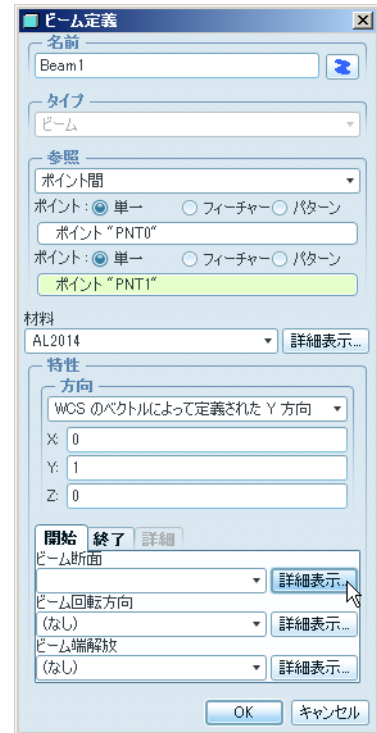 ビーム定義
名前
Beam1
タイプ
ビーム
参照
ポイント間
ポイント : 単一 フィーチャー パターン
ポイント "PNT0"
ポイント : 単一 フィーチャー パターン
ポイント "PNT1"
材料
AL2014 詳細表示...
特性
方向
WCS のベクトルによって定義された Y 方向
X: 0
Y: 1
Z: 0
開始 終了 詳細
ビーム断面
詳細表示...
ビーム回転方向
(なし) 詳細表示...
ビーム端解放
(なし) 詳細表示...
OK キャンセル